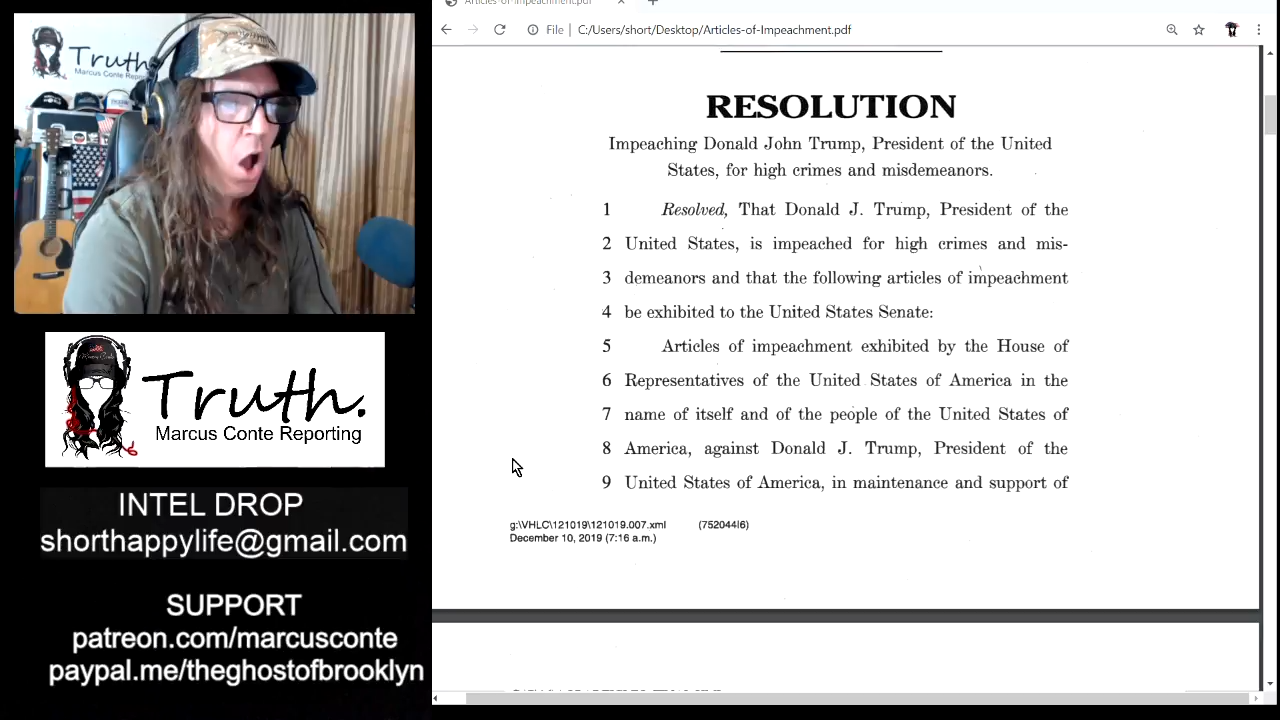 Truth.
Marcus Conte Reporting
Truth.
Marcus Conte Reporting
INTEL DROP
shorthappylife@gmail.com
SUPPORT
patreon.com/marcusconte
paypal.me/theghostofbrooklyn
Articles-of-Impeachment.pdf
File | C:/Users/short/Desktop/Articles-of-Impeachment.pdf
RESOLUTION
Impeaching Donald John Trump, President of the United
States, for high crimes and misdemeanors.
1 Resolved, That Donald J. Trump, President of the
2 United States, is impeached for high crimes and mis-
3 demeanors and that the following articles of impeachment
4 be exhibited to the United States Senate:
5 Articles of impeachment exhibited by the House of
6 Representatives of the United States of America in the
7 name of itself and of the people of the United States of
8 America, against Donald J. Trump, President of the
9 United States of America, in maintenance and support of
g:\VHLC\121019\121019.007.xml (752044|6)
December 10, 2019 (7:16 a.m.)